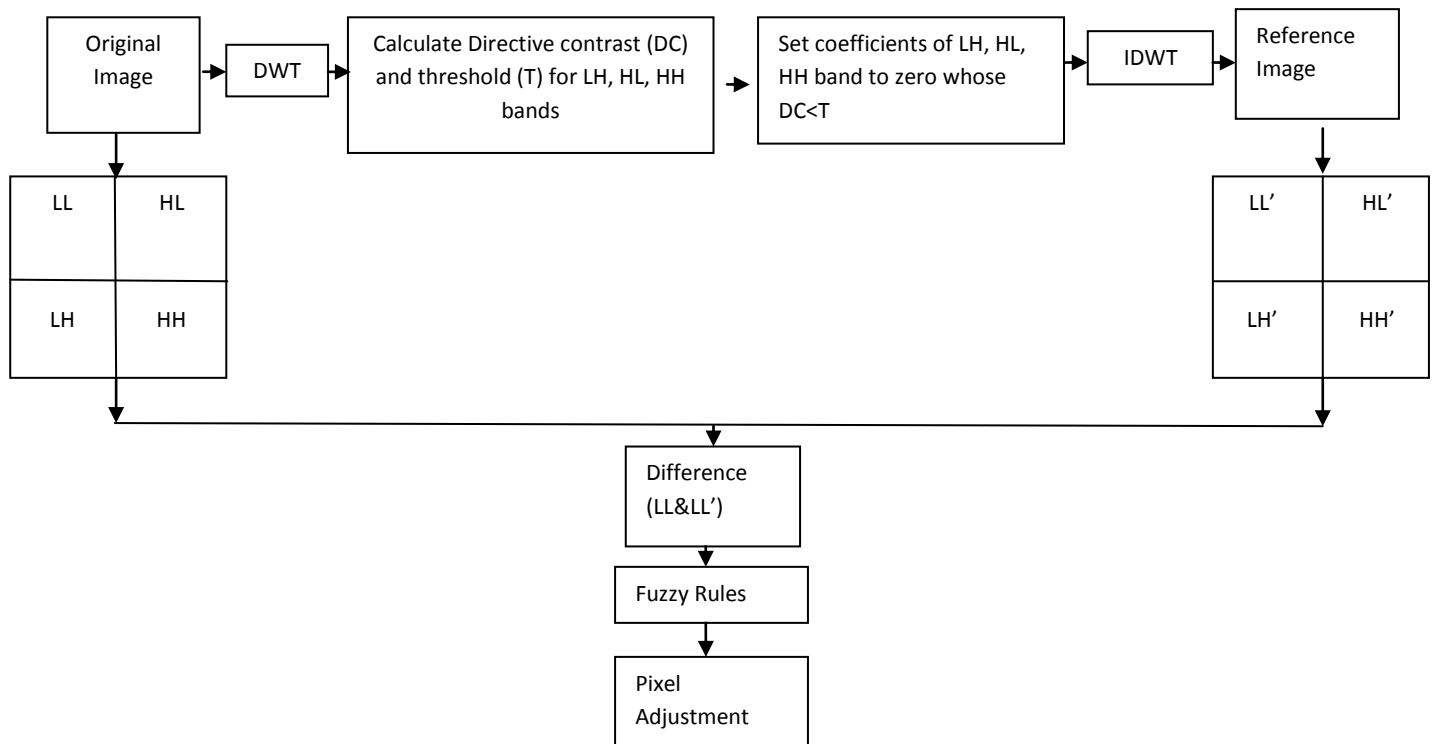 Original
Image
DWT
Calculate Directive contrast (DC)
and threshold (T) for LH, HL, HH
bands
Set coefficients of LH, HL,
HH band to zero whose
DC<T
IDWT
Reference
Image
LL
HL
LH
HH
LL’
HL’
LH’
HH’
Difference
(LL&LL’)
Fuzzy Rules
Pixel
Adjustment